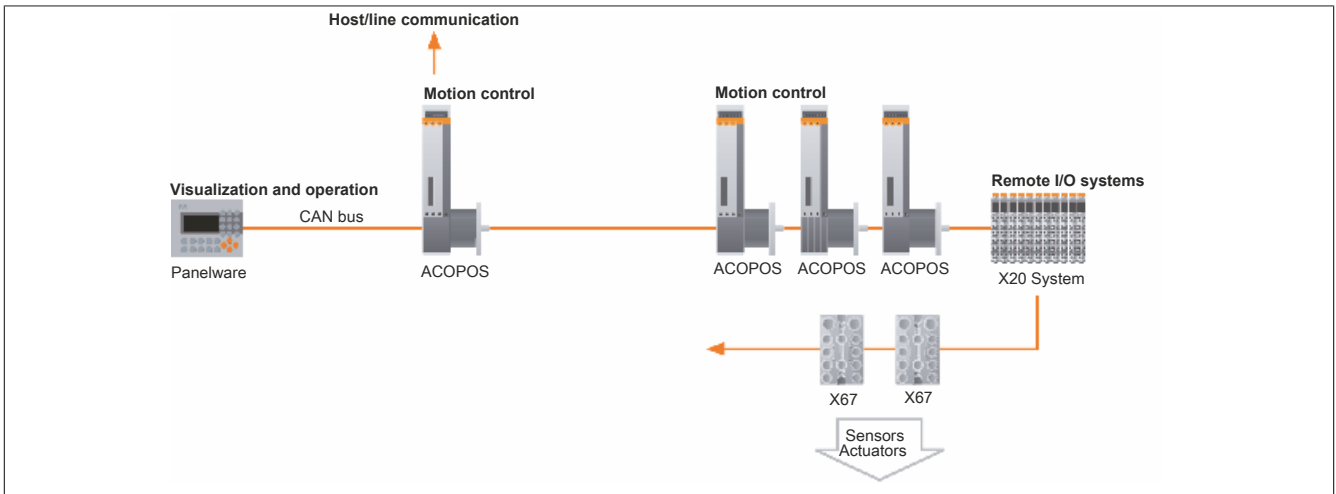 Host/line communication
Motion control
Motion control
Visualization and operation
Remote I/O systems
CAN bus
Panelware
ACOPOS
ACOPOS
ACOPOS
ACOPOS
X20 System
X67
X67
Sensors
Actuators